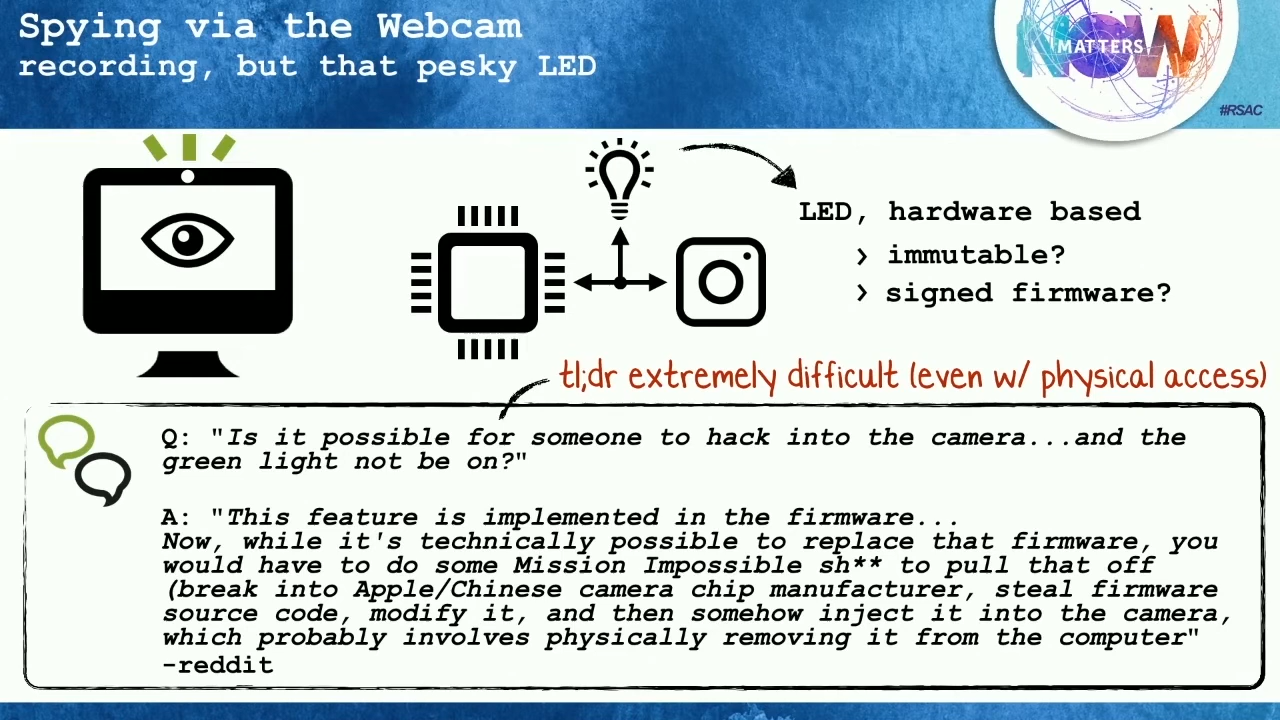 Spying via the Webcam
recording, but that pesky LED
NOW
MATTERS
#RSAC
LED, hardware based
› immutable?
› signed firmware?
tl;dr extremely difficult (even w/ physical access)
Q: "Is it possible for someone to hack into the camera...and the
green light not be on?"
A: "This feature is implemented in the firmware...
Now, while it's technically possible to replace that firmware, you
would have to do some Mission Impossible sh** to pull that off
(break into Apple/Chinese camera chip manufacturer, steal firmware
source code, modify it, and then somehow inject it into the camera,
which probably involves physically removing it from the computer"
-reddit